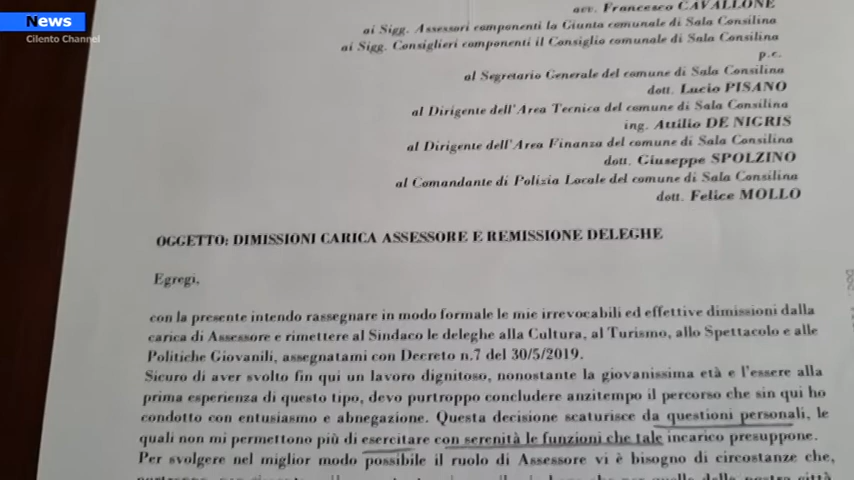 News
Cilento Channel
avv. Francesco CAVALLONE
ai Sigg. Assessori componenti la Giunta comunale di Sala Consilina
ai Sigg. Consiglieri componenti il Consiglio comunale di Sala Consilina
p.c.
al Segretario Generale del comune di Sala Consilina
dott. Lucio PISANO
al Dirigente dell'Area Tecnica del comune di Sala Consilina
ing. Attilio DE NIGRIS
al Dirigente dell'Area Finanza del comune di Sala Consilina
dott. Giuseppe SPOLZINO
al Comandante di Polizia Locale del comune di Sala Consilina
dott. Felice MOLLO
OGGETTO: DIMISSIONI CARICA ASSESSORE E REMISSIONE DELEGHE
Egregi,
con la presente intendo rassegnare in modo formale le mie irrevocabili ed effettive dimissioni dalla
carica di Assessore e rimettere al Sindaco le deleghe alla Cultura, al Turismo, allo Spettacolo e alle
Politiche Giovanili, assegnatami con Decreto n.7 del 30/5/2019.
Sicuro di aver svolto fin qui un lavoro dignitoso, nonostante la giovanissima età e l'essere alla
prima esperienza di questo tipo, devo purtroppo concludere anzitempo il percorso che sin qui ho
condotto con entusiasmo e abnegazione. Questa decisione scaturisce da questioni personali, le
quali non mi permettono più di esercitare con serenità le funzioni che tale incarico presuppone.
Per svolgere nel miglior modo possibile il ruolo di Assessore vi è bisogno di circostanze che,